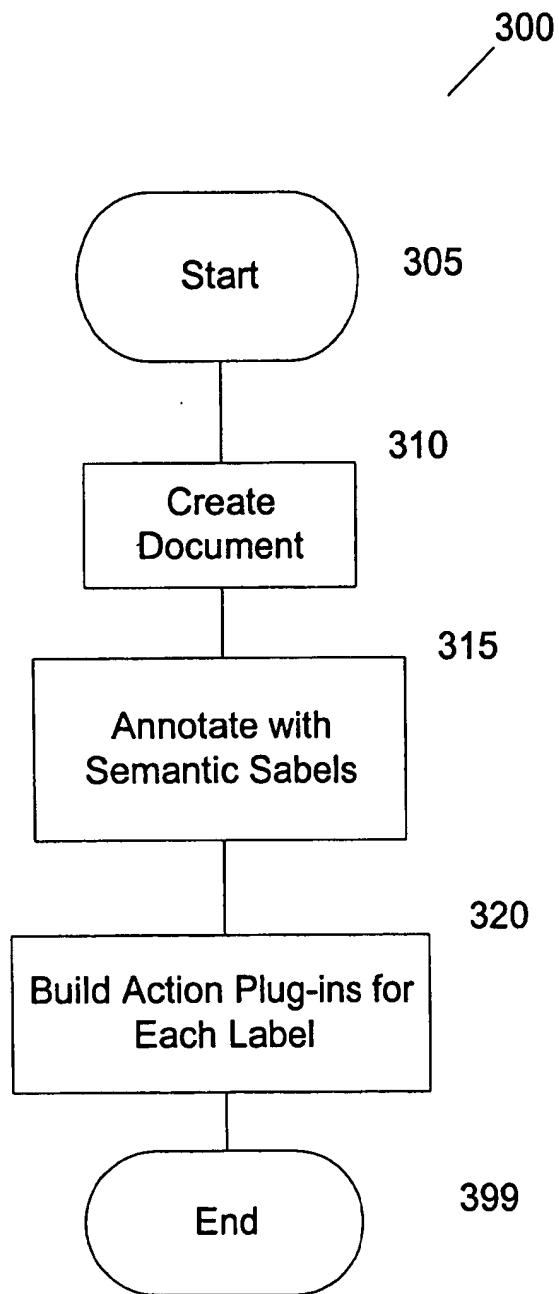 300
Start
305
310
Create
Document
315
Annotate with
Semantic Sabels
320
Build Action Plug-ins for
Each Label
End
399